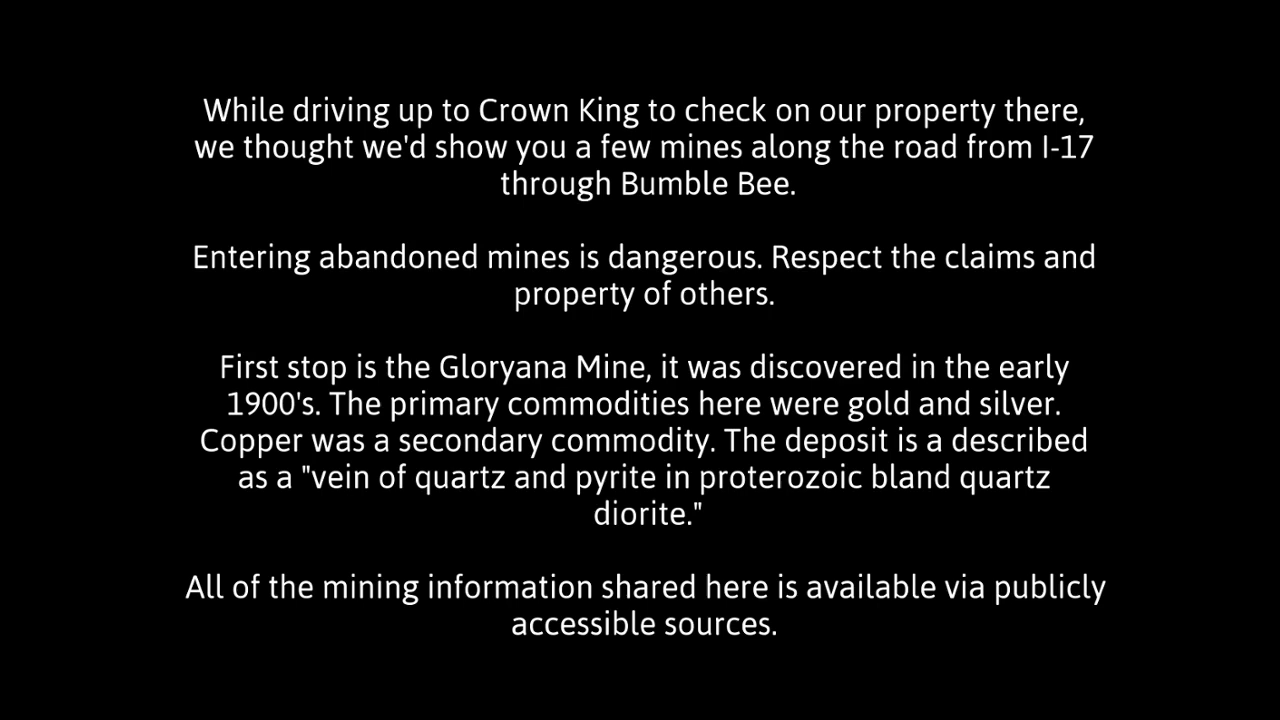 While driving up to Crown King to check on our property there,
we thought we'd show you a few mines along the road from I-17
through Bumble Bee.
Entering abandoned mines is dangerous. Respect the claims and
property of others.
First stop is the Gloryana Mine, it was discovered in the early
1900's. The primary commodities here were gold and silver.
Copper was a secondary commodity. The deposit is a described
as a "vein of quartz and pyrite in proterozoic bland quartz
diorite."
All of the mining information shared here is available via publicly
accessible sources.